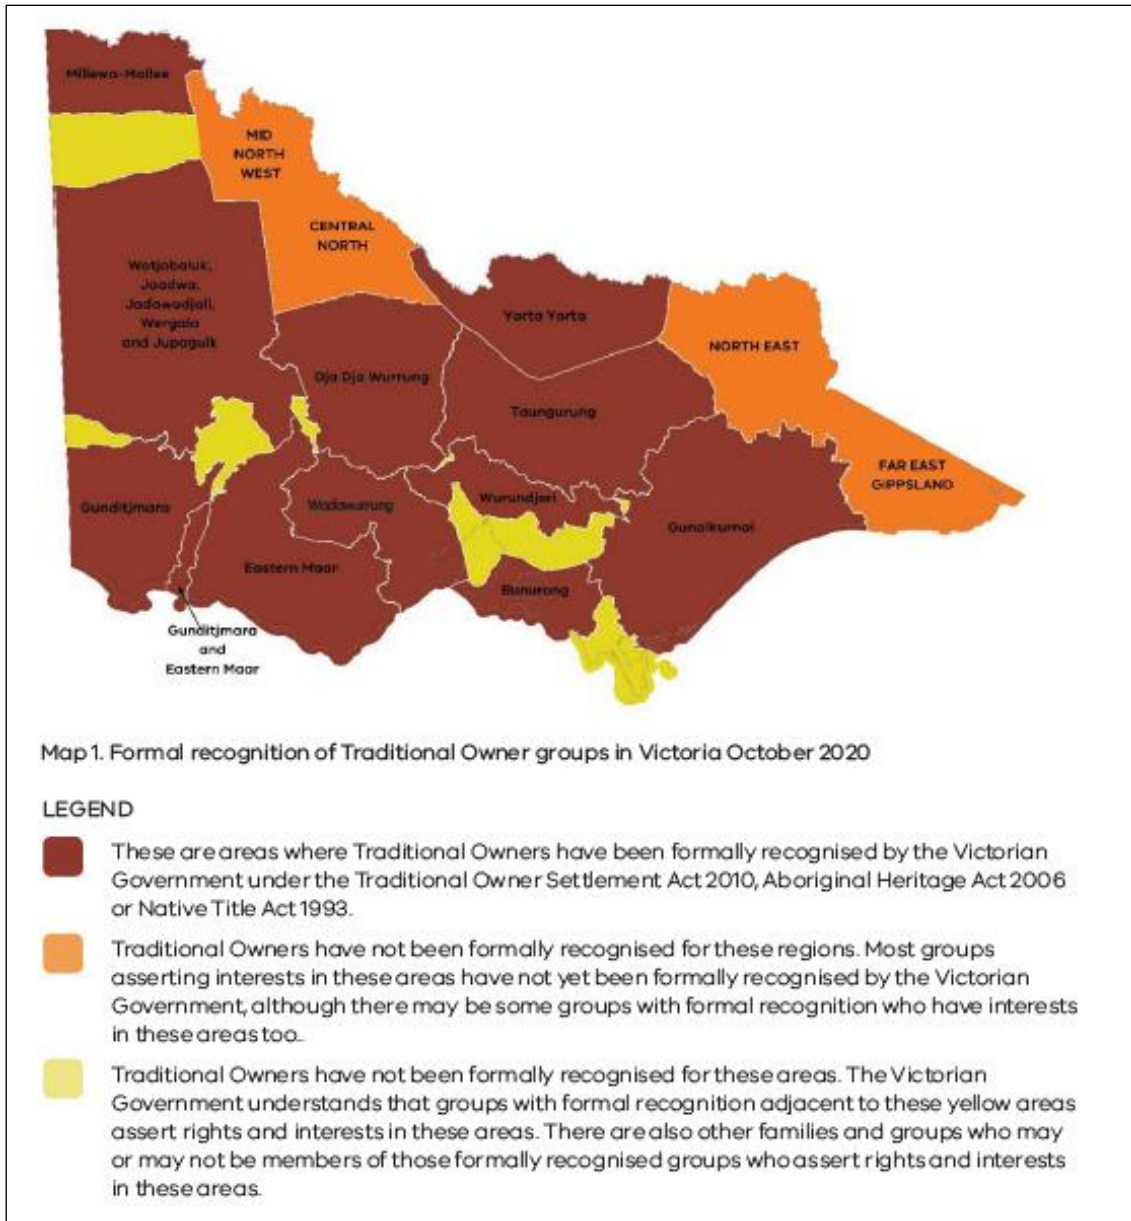 Millewa-Mallee
MID
NORTH
WEST
CENTRAL
NORTH
Wotjobaluk,
Jaadwa,
Jadawadjali,
Wergaia
and Jupagulk
Yorta Yorta
NORTH EAST
Dja Dja Wurrung
Taungurung
FAR EAST
GIPPSLAND
Gunditjmara
Wadawurrung
Wurundjeri
Gunaikurnai
Eastern Maar
Bunurong
Gunditjmara
and
Eastern Maar
Map 1. Formal recognition of Traditional Owner groups in Victoria October 2020
LEGEND
These are areas where Traditional Owners have been formally recognised by the Victorian
Government under the Traditional Owner Settlement Act 2010, Aboriginal Heritage Act 2006
or Native Title Act 1993.
Traditional Owners have not been formally recognised for these regions. Most groups
asserting interests in these areas have not yet been formally recognised by the Victorian
Government, although there may be some groups with formal recognition who have interests
in these areas too..
Traditional Owners have not been formally recognised for these areas. The Victorian
Government understands that groups with formal recognition adjacent to these yellow areas
assert rights and interests in these areas. There are also other families and groups who may
or may not be members of those formally recognised groups who assert rights and interests
in these areas.